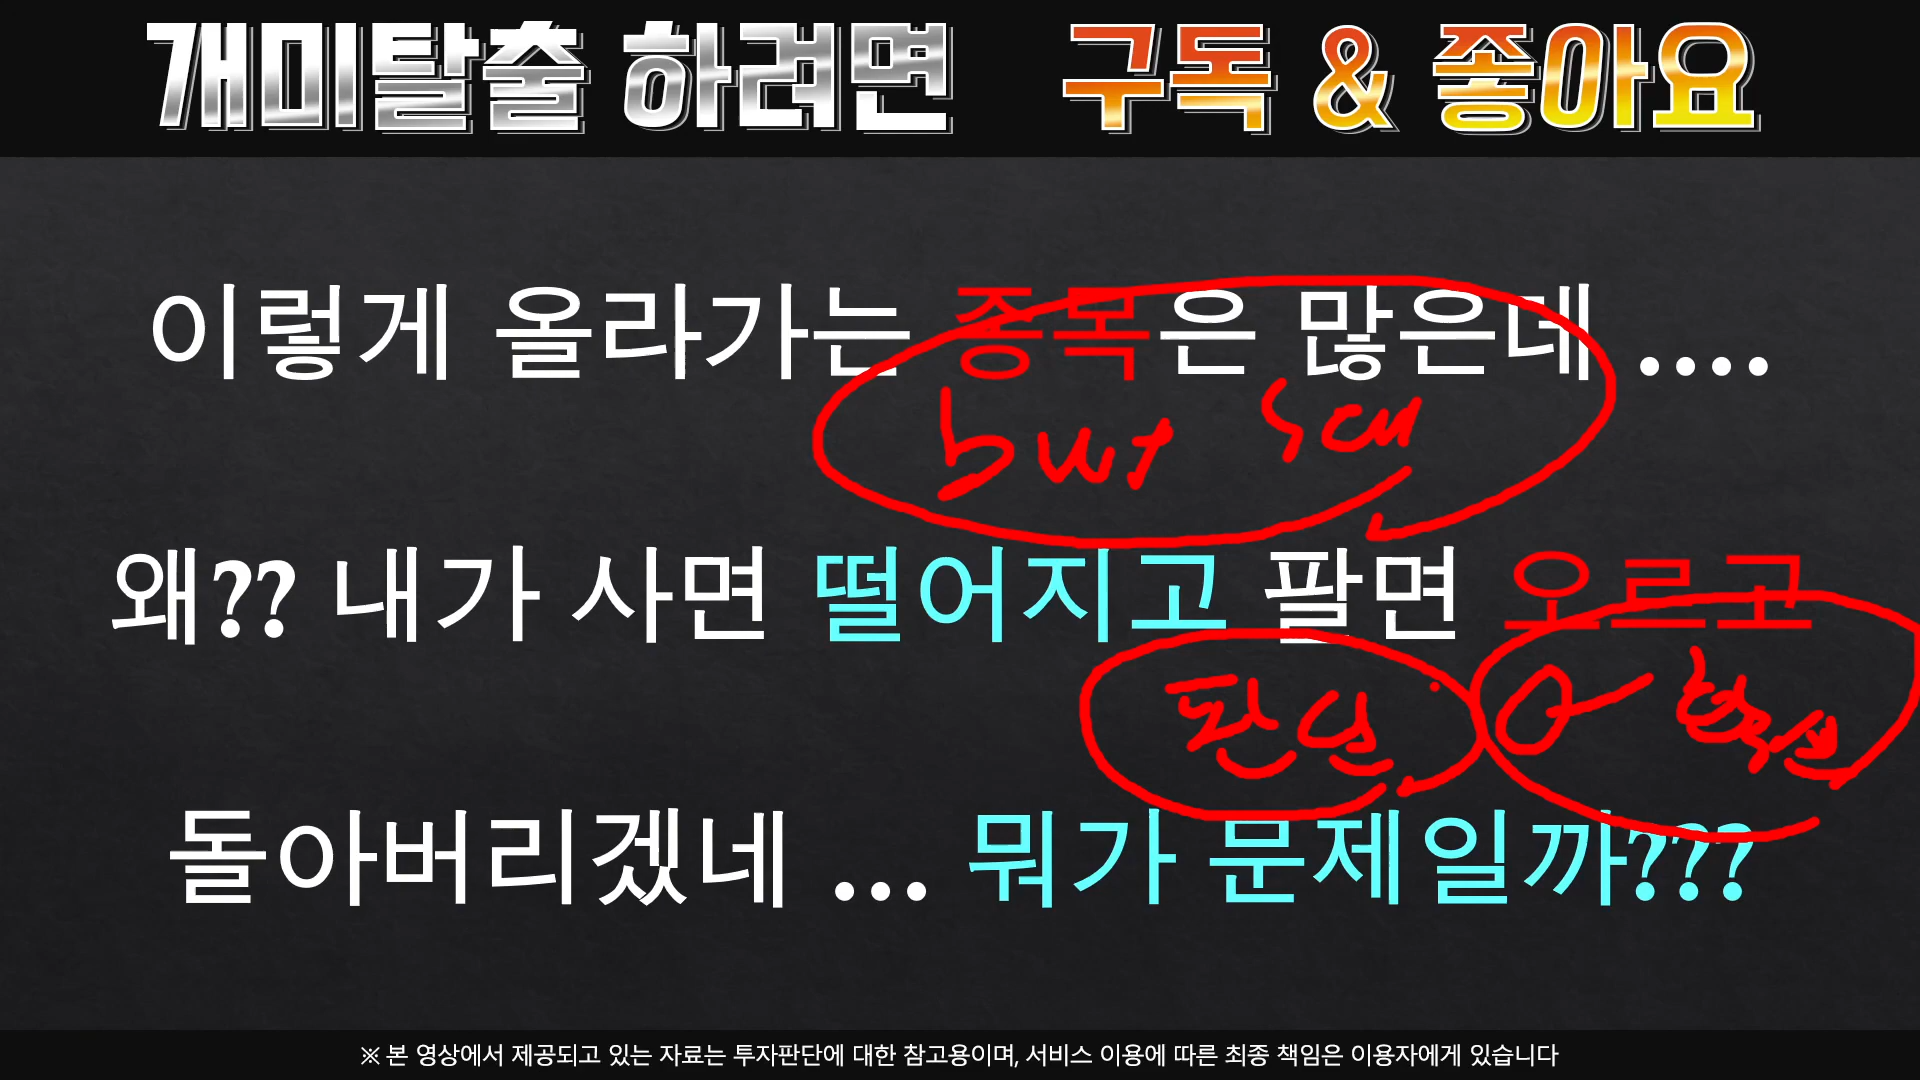 개미탈출 하려면 구독 & 좋아요
이렇게 올라가는 종목은 많은데 ....
but
왜?? 내가 사면 떨어지고 팔면 오르고
판단
돌아버리겠네 ... 뭐가 문제일까???
※ 본 영상에서 제공되고 있는 자료는 투자판단에 대한 참고용이며, 서비스 이용에 따른 최종 책임은 이용자에게 있습니다